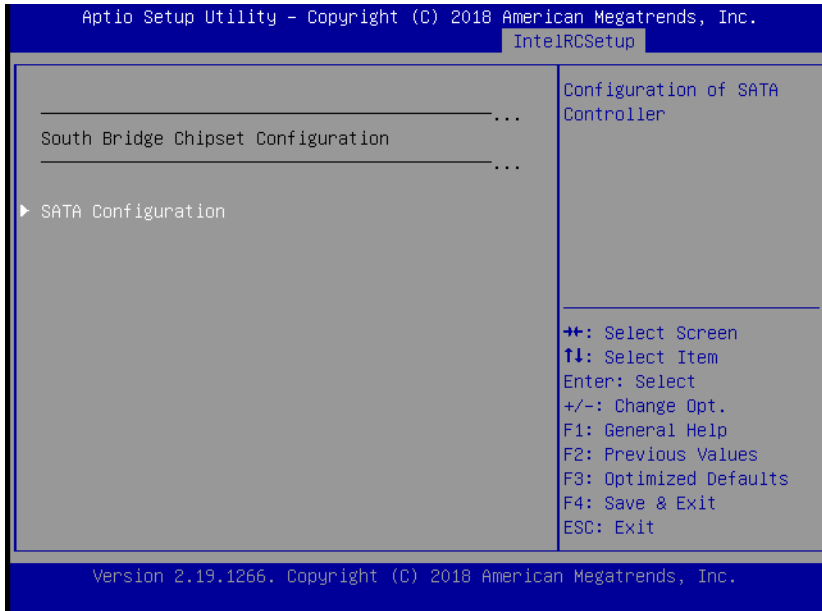 Aptio Setup Utility – Copyright (C) 2018 American Megatrends, Inc.
IntelRCSetup
...
South Bridge Chipset Configuration
...
▶ SATA Configuration
Configuration of SATA
Controller
→←: Select Screen
↑↓: Select Item
Enter: Select
+/-: Change Opt.
F1: General Help
F2: Previous Values
F3: Optimized Defaults
F4: Save & Exit
ESC: Exit
Version 2.19.1266. Copyright (C) 2018 American Megatrends, Inc.